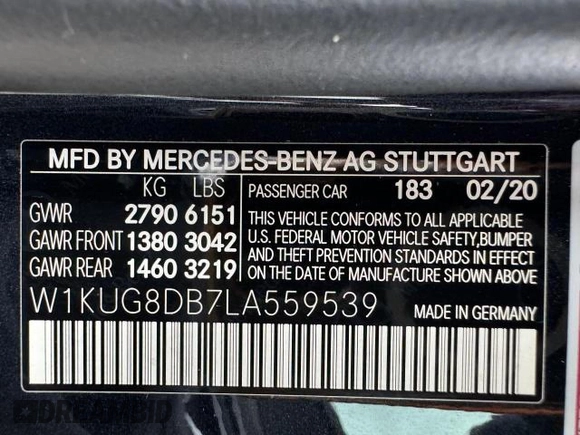 MFD BY MERCEDES-BENZ AG STUTTGART
KG LBS PASSENGER CAR 183 02/20
GVWR 2790 6151
GAWR FRONT 1380 3042
GAWR REAR 1460 3219
THIS VEHICLE CONFORMS TO ALL APPLICABLE
U.S. FEDERAL MOTOR VEHICLE SAFETY, BUMPER
AND THEFT PREVENTION STANDARDS IN EFFECT
ON THE DATE OF MANUFACTURE SHOWN ABOVE.
W1KUG8DB7LA559539 MADE IN GERMANY
DREAMBID